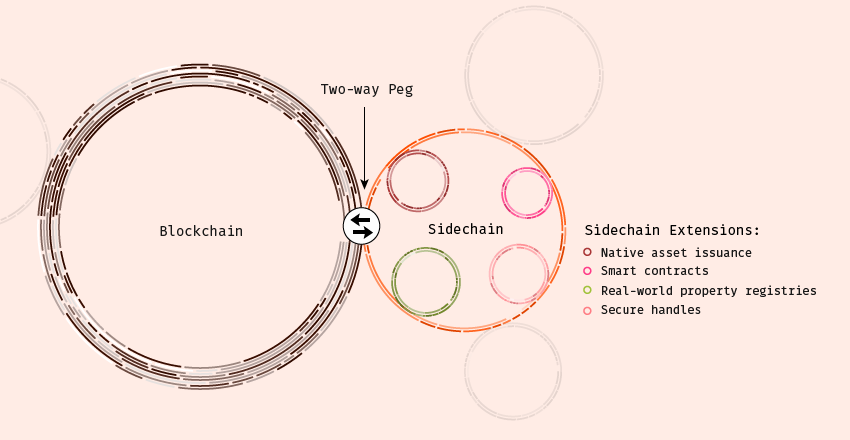 Two-way Peg
Blockchain
Sidechain
Sidechain Extensions:
Native asset issuance
Smart contracts
Real-world property registries
Secure handles